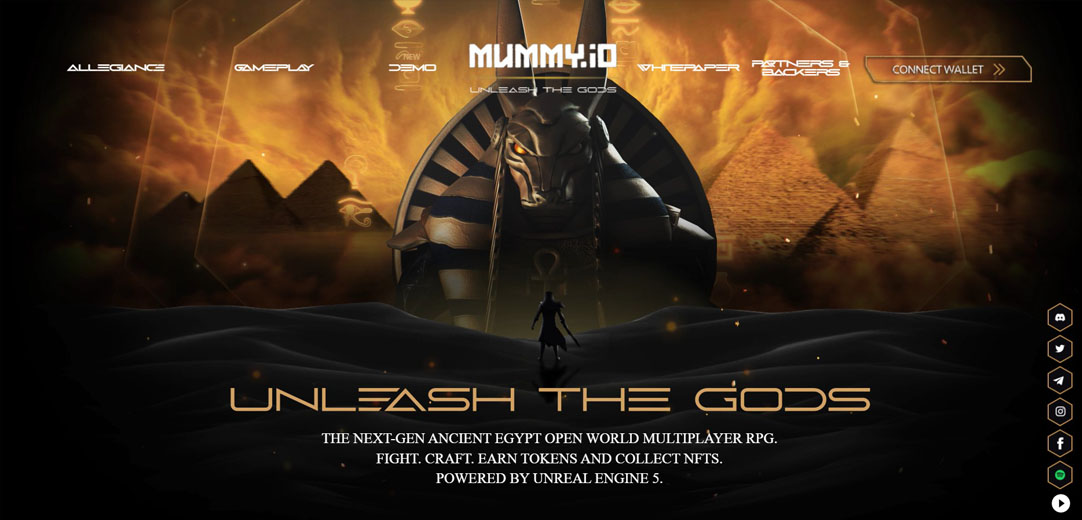 ALLEGIANCE
GAMEPLAY
NEW
DEMO
MUMMY.IO
UNLEASH THE GODS
WHITEPAPER
PARTNERS &
BACKERS
CONNECT WALLET
UNLEASH THE GODS
THE NEXT-GEN ANCIENT EGYPT OPEN WORLD MULTIPLAYER RPG.
FIGHT. CRAFT. EARN TOKENS AND COLLECT NFTS.
POWERED BY UNREAL ENGINE 5.